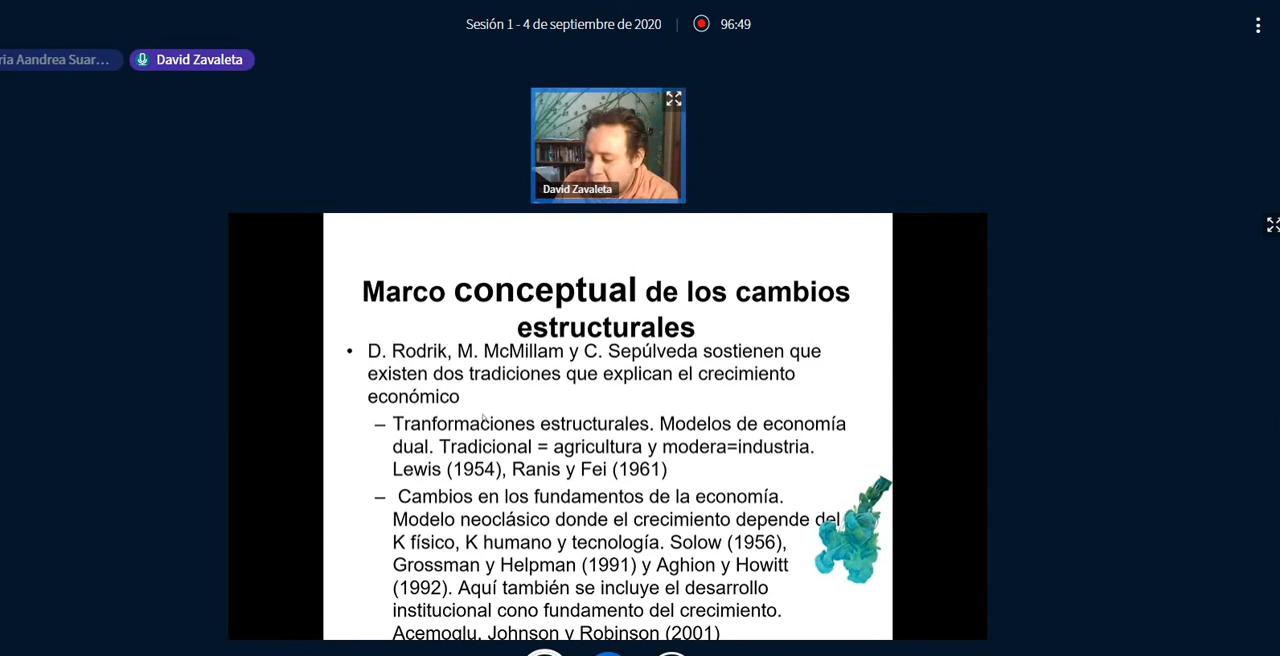 Sesión 1 - 4 de septiembre de 2020 | 96:49
ria Aandrea Suar... David Zavaleta
David Zavaleta
Marco conceptual de los cambios
estructurales
• D. Rodrik, M. McMillam y C. Sepúlveda sostienen que
existen dos tradiciones que explican el crecimiento
económico
– Tranformaciones estructurales. Modelos de economía
dual. Tradicional = agricultura y modera=industria.
Lewis (1954), Ranis y Fei (1961)
– Cambios en los fundamentos de la economía.
Modelo neoclásico donde el crecimiento depende del
K físico, K humano y tecnología. Solow (1956),
Grossman y Helpman (1991) y Aghion y Howitt
(1992). Aquí también se incluye el desarrollo
institucional cono fundamento del crecimiento.
Acemoglu, Johnson y Robinson (2001)